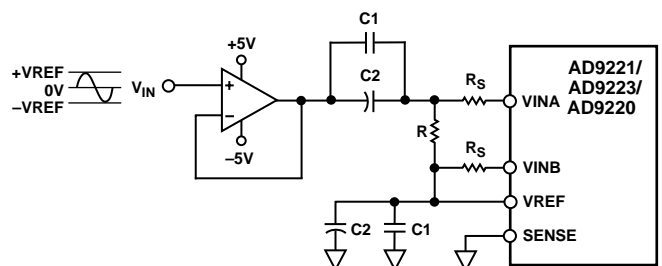 C1
+5V
C2
+VREF
0V
–VREF
VIN
+
–
–5V
RS
R
RS
AD9221/
AD9223/
AD9220
VINA
VINB
VREF
SENSE
C2
C1